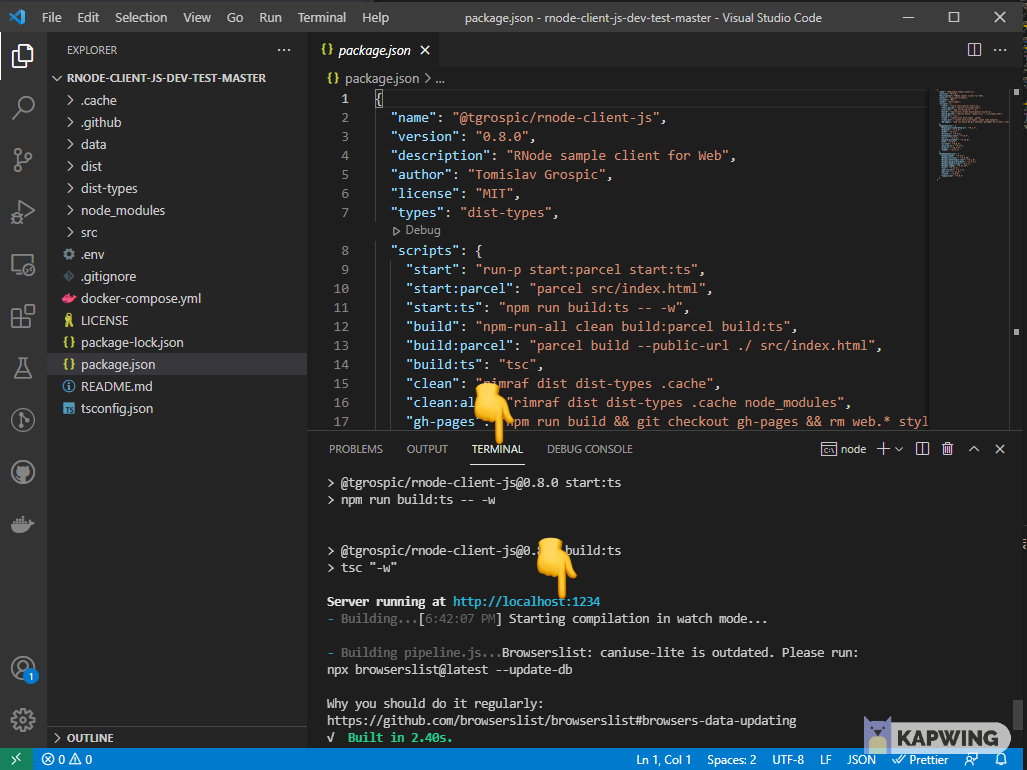 File Edit Selection View Go Run Terminal Help package.json - rnode-client-js-dev-test-master - Visual Studio Code
EXPLORER ...
RNODE-CLIENT-JS-DEV-TEST-MASTER
.cache
.github
data
dist
dist-types
node_modules
src
.env
.gitignore
docker-compose.yml
LICENSE
{} package-lock.json
{} package.json
README.md
TS tsconfig.json
OUTLINE
1
{} package.json
{} package.json > ...
1 {
2 "name": "@tgrospic/rnode-client-js",
3 "version": "0.8.0",
4 "description": "RNode sample client for Web",
5 "author": "Tomislav Grospic",
6 "license": "MIT",
7 "types": "dist-types",
Debug
8 "scripts": {
9 "start": "run-p start:parcel start:ts",
10 "start:parcel": "parcel src/index.html",
11 "start:ts": "npm run build:ts -- -w",
12 "build": "npm-run-all clean build:parcel build:ts",
13 "build:parcel": "parcel build --public-url ./ src/index.html",
14 "build:ts": "tsc",
15 "clean": "rimraf dist dist-types .cache",
16 "clean:al "rimraf dist dist-types .cache node_modules",
17 "gh-pages": "npm run build && git checkout gh-pages && rm web.* styl
PROBLEMS OUTPUT TERMINAL DEBUG CONSOLE node
> @tgrospic/rnode-client-js@0.8.0 start:ts
> npm run build:ts -- -w
> @tgrospic/rnode-client-js@0. build:ts
> tsc "-w"
Server running at http://localhost:1234
- Building...[6:42:07 PM] Starting compilation in watch mode...
- Building pipeline.js...Browserslist: caniuse-lite is outdated. Please run:
npx browserslist@latest --update-db
Why you should do it regularly:
https://github.com/browserslist/browserslist#browsers-data-updating
√ Built in 2.40s.
KAPWING
0 0 Ln 1, Col 1 Spaces: 2 UTF-8 LF JSON Prettier